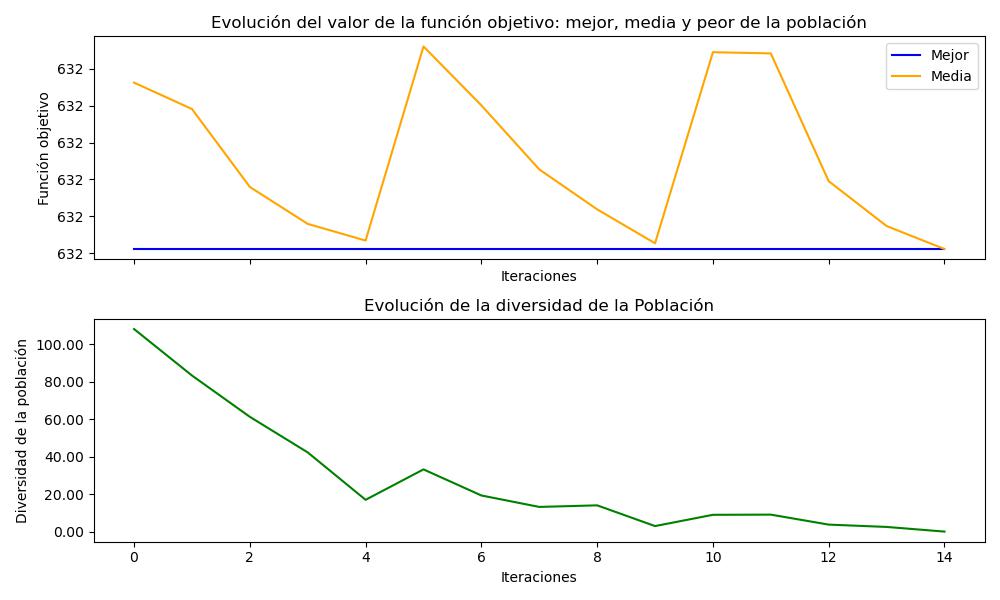 Evolución del valor de la función objetivo: mejor, media y peor de la población
Función objetivo
632
632
632
632
632
632
Mejor
Media
Iteraciones
Evolución de la diversidad de la Población
Diversidad de la población
100.00
80.00
60.00
40.00
20.00
0.00
0 2 4 6 8 10 12 14
Iteraciones